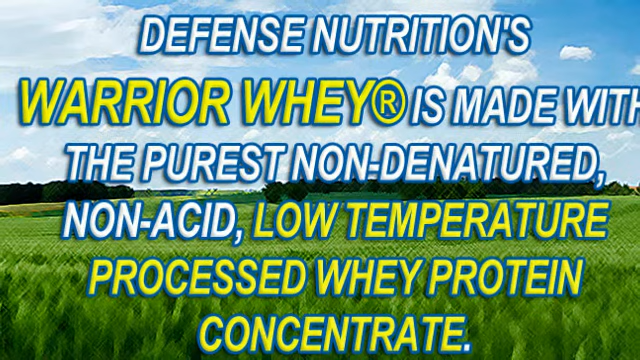 DEFENSE NUTRITION'S
WARRIOR WHEY® IS MADE WITH
THE PUREST NON-DENATURED,
NON-ACID, LOW TEMPERATURE
PROCESSED WHEY PROTEIN
CONCENTRATE.